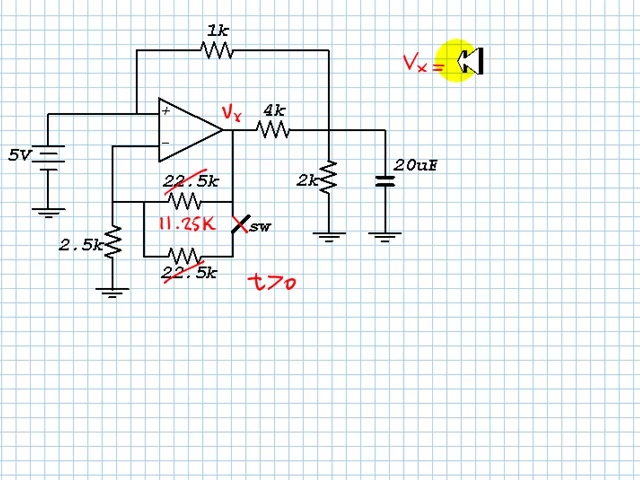 1k
Vx =
+
Vx
4k
5V
−
20uF
22.5k
2k
11.25K
sw
2.5k
22.5k
t>0